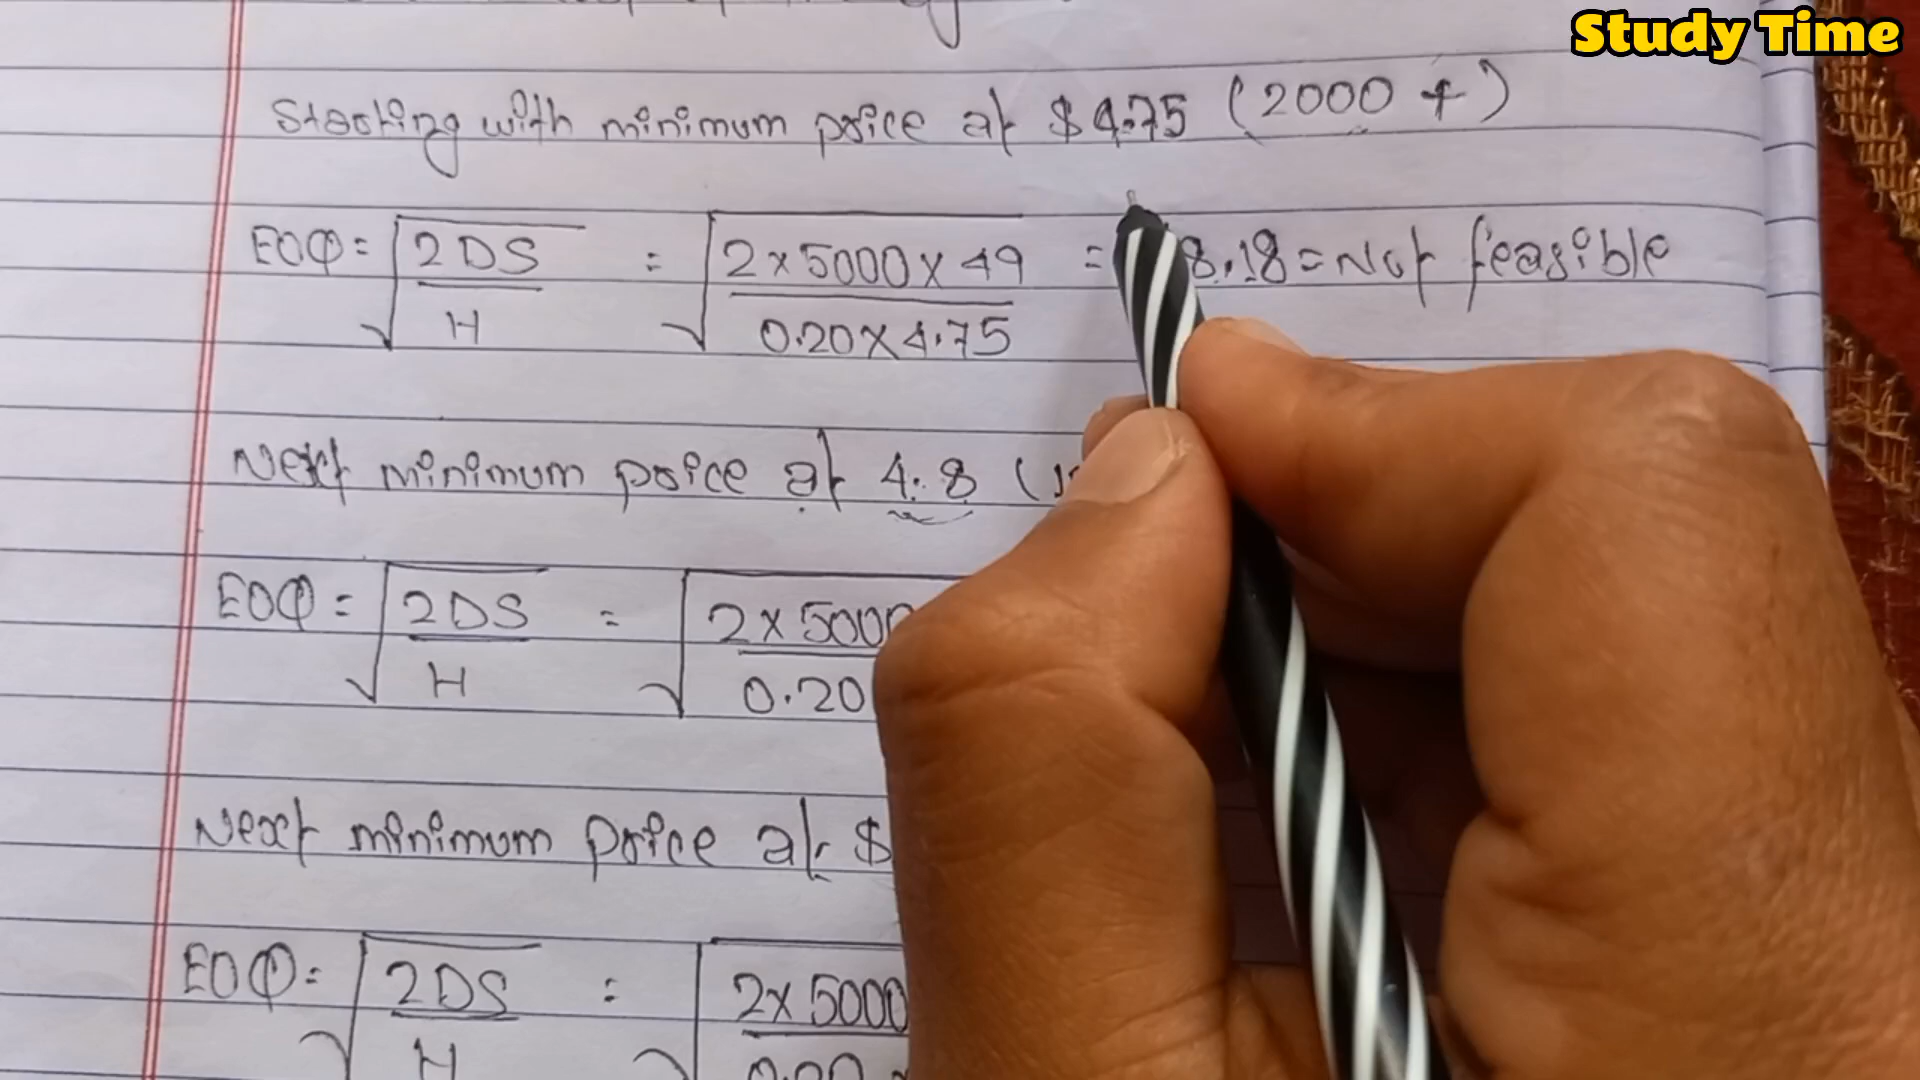 Study Time
Starting with minimum price at $4.75 (2000 +)
EOQ = √2DS/H = √2×5000×49/0.20×4.75 = 8.18 = Not feasible
Next minimum price at 4.8 (
EOQ = √2DS/H = √2×5000/0.20
Next minimum price at $
EOQ = √2DS/H = √2×5000/0.20